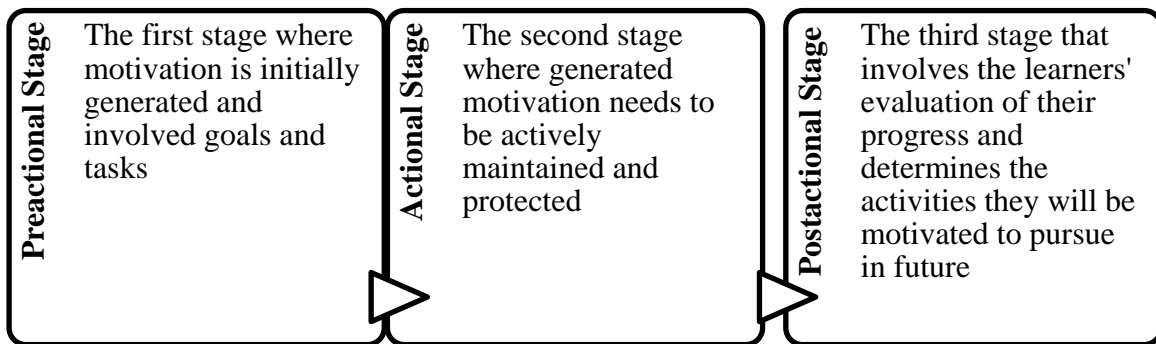 Preactional Stage
The first stage where
motivation is initially
generated and
involved goals and
tasks
Actional Stage
The second stage
where generated
motivation needs to
be actively
maintained and
protected
Postactional Stage
The third stage that
involves the learners'
evaluation of their
progress and
determines the
activities they will be
motivated to pursue
in future